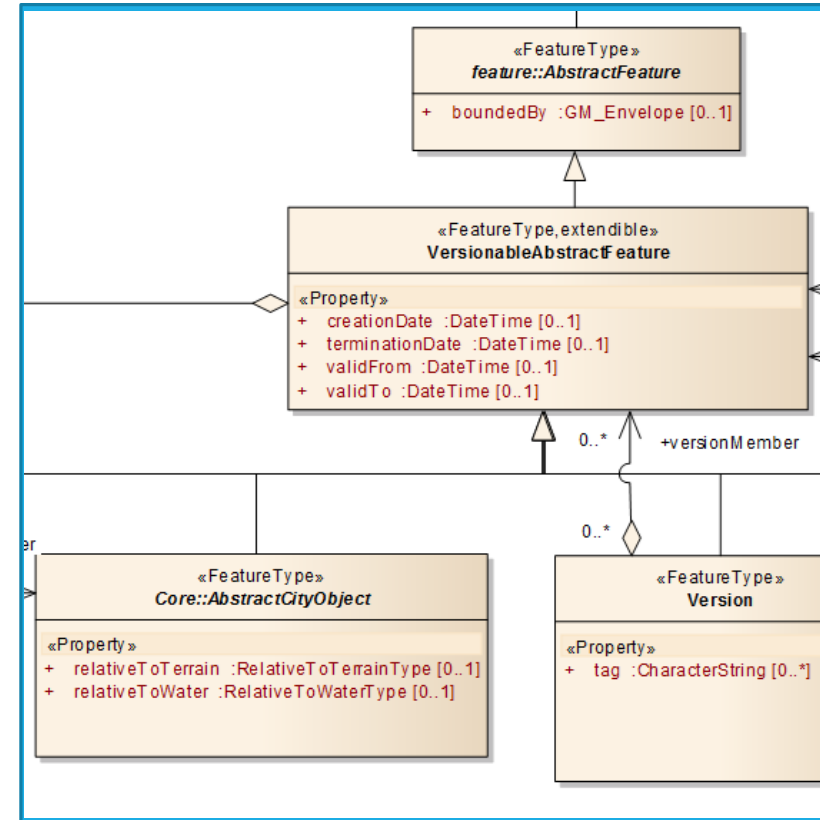 «FeatureType»
feature::AbstractFeature
+ boundedBy :GM_Envelope [0..1]
«FeatureType,extendible»
VersionableAbstractFeature
«Property»
+ creationDate :DateTime [0..1]
+ terminationDate :DateTime [0..1]
+ validFrom :DateTime [0..1]
+ validTo :DateTime [0..1]
0..* +versionMember
0..*
er
«FeatureType»
Core::AbstractCityObject
«Property»
+ relativeToTerrain :RelativeToTerrainType [0..1]
+ relativeToWater :RelativeToWaterType [0..1]
«FeatureType»
Version
«Property»
+ tag :CharacterString [0..*]